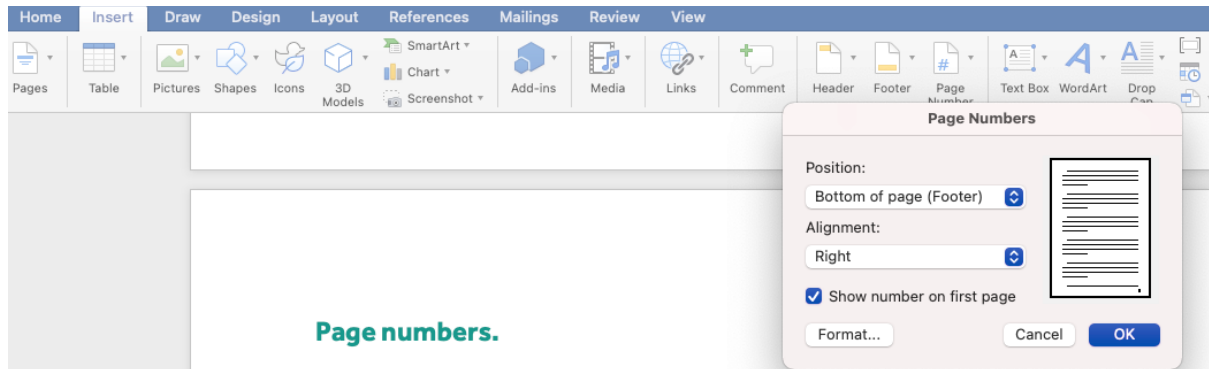 Home Insert Draw Design Layout References Mailings Review View
SmartArt
Chart
Screenshot
Pages Table Pictures Shapes Icons 3D Models Add-ins Media Links Comment Header Footer Page Number Text Box WordArt Drop Cap
Page Numbers
Position:
Bottom of page (Footer)
Alignment:
Right
Show number on first page
Format... Cancel OK
Page numbers.